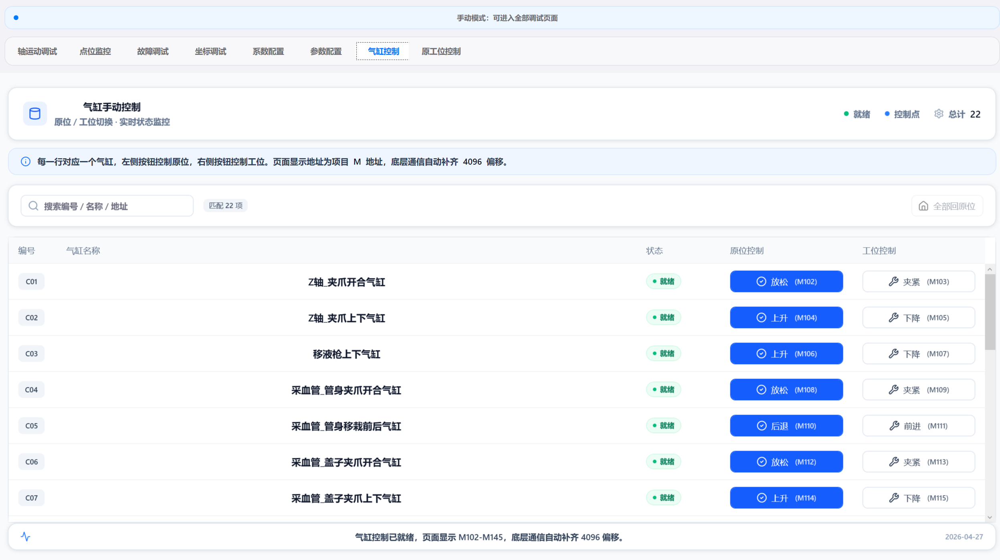 手动模式：可进入全部调试页面
轴运动调试 点位监控 故障调试 坐标调试 系数配置 参数配置 气缸控制 原工位控制
气缸手动控制
原位 / 工位切换 · 实时状态监控
就绪 控制点 总计 22
每一行对应一个气缸，左侧按钮控制原位，右侧按钮控制工位。页面显示地址为项目 M 地址，底层通信自动补齐 4096 偏移。
搜索编号 / 名称 / 地址 匹配 22 项 全部回原位
编号 气缸名称 状态 原位控制 工位控制
C01 Z轴_夹爪开合气缸 就绪 放松 (M102) 夹紧 (M103)
C02 Z轴_夹爪上下气缸 就绪 上升 (M104) 下降 (M105)
C03 移液枪上下气缸 就绪 上升 (M106) 下降 (M107)
C04 采血管_管身夹爪开合气缸 就绪 放松 (M108) 夹紧 (M109)
C05 采血管_管身移栽前后气缸 就绪 后退 (M110) 前进 (M111)
C06 采血管_盖子夹爪开合气缸 就绪 放松 (M112) 夹紧 (M113)
C07 采血管_盖子夹爪上下气缸 就绪 上升 (M114) 下降 (M115)
气缸控制已就绪，页面显示 M102-M145，底层通信自动补齐 4096 偏移。 2026-04-27